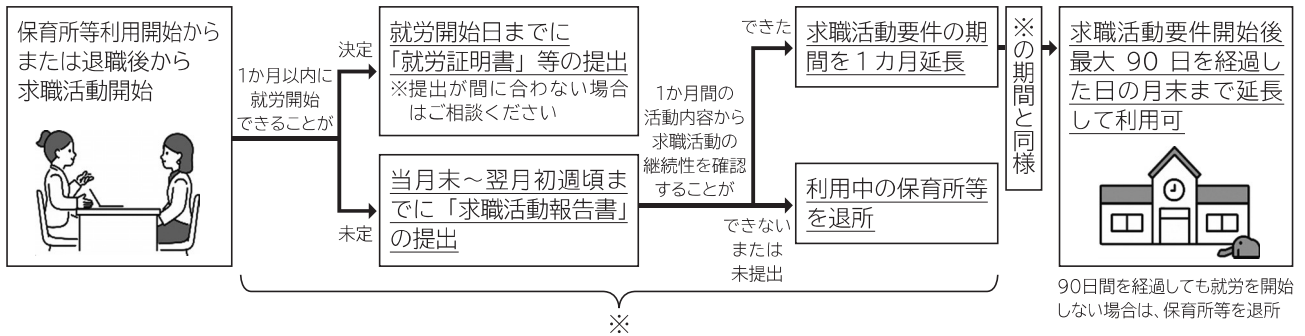 保育所等利用開始から
または退職後から
求職活動開始
1か月以内に
就労開始
できることが
決定
就労開始日までに
「就労証明書」等の提出
※提出が間に合わない場合
はご相談ください
未定
当月末～翌月初週頃ま
でに「求職活動報告書」
の提出
1か月間の
活動内容から
求職活動の
継続性を確認
することが
できた
求職活動要件の期
間を１カ月延長
できない
または
未提出
利用中の保育所等
を退所
※の期間と同様
求職活動要件開始後
最大 90 日を経過し
た日の月末まで延長
して利用可
90日間を経過しても就労を開始
しない場合は、保育所等を退所
※